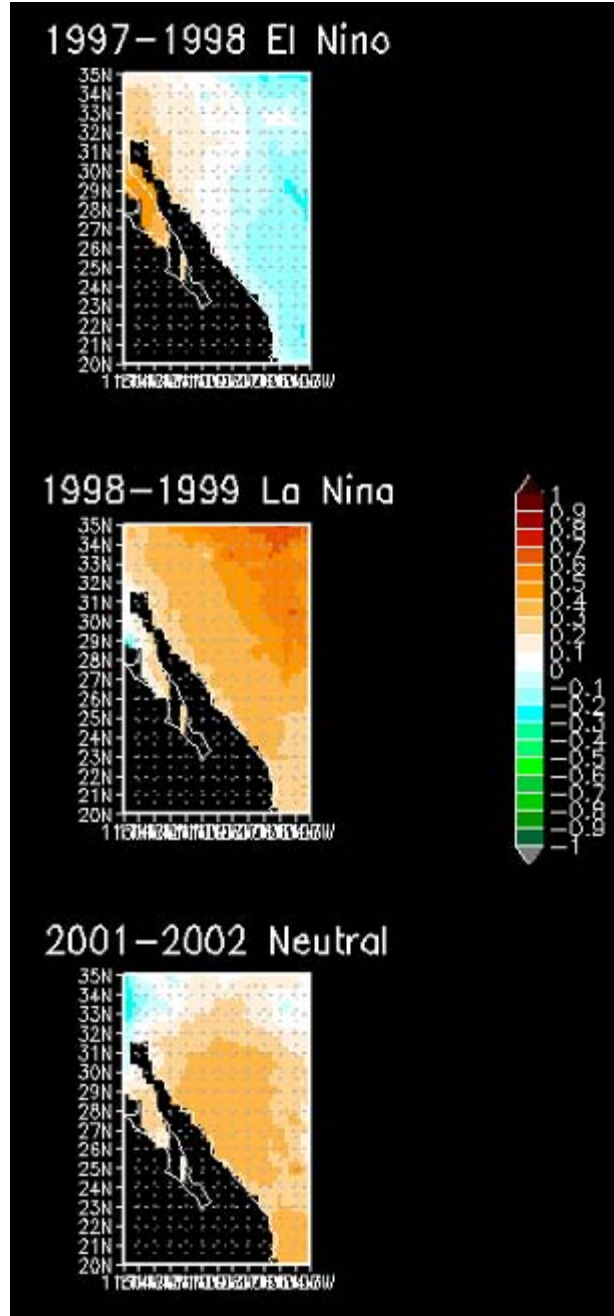 1997-1998 El Nino
35N
34N
33N
32N
31N
30N
29N
28N
27N
26N
25N
24N
23N
22N
21N
20N
1998-1999 La Nina
35N
34N
33N
32N
31N
30N
29N
28N
27N
26N
25N
24N
23N
22N
21N
20N
1
0.9
0.8
0.7
0.6
0.5
0.4
0.3
0.2
0.1
0
-0.1
-0.2
-0.3
-0.4
-0.5
-0.6
-0.7
-0.8
-0.9
-1
2001-2002 Neutral
35N
34N
33N
32N
31N
30N
29N
28N
27N
26N
25N
24N
23N
22N
21N
20N